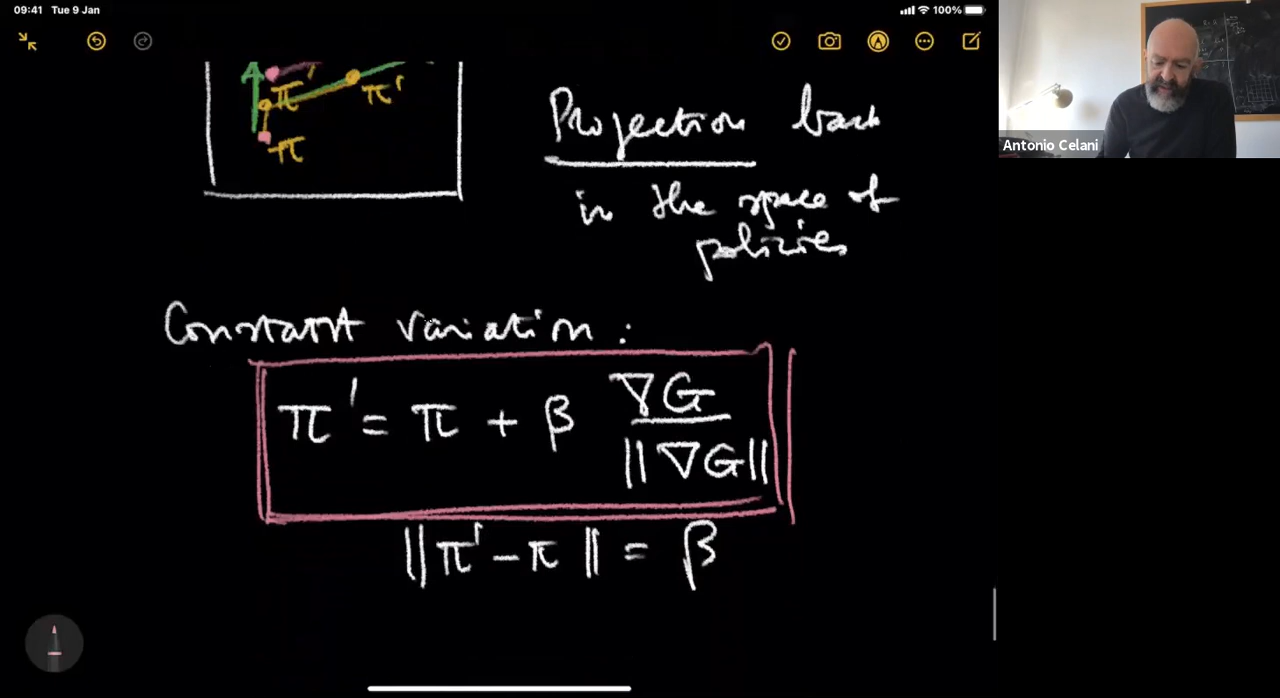 09:41 Tue 9 Jan
100%
Antonio Celani
π'
π'
π
Projection back
in the space of
policies
Constant variation :
π' = π + β ∇G / ||∇G||
||π' - π|| = β